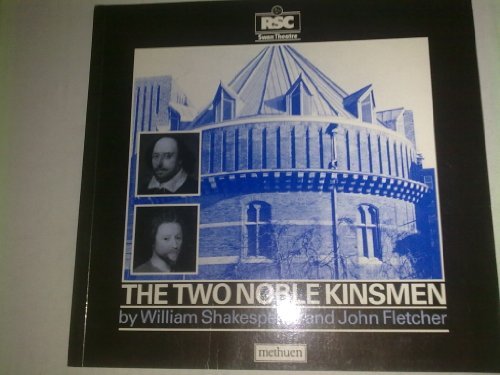 RSC
Swan Theatre
THE TWO NOBLE KINSMEN
by William Shakespeare and John Fletcher
methuen